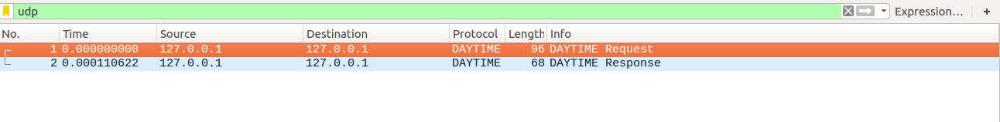 udp Expression… +
No. Time Source Destination Protocol Length Info
1 0.000000000 127.0.0.1 127.0.0.1 DAYTIME 96 DAYTIME Request
2 0.000110622 127.0.0.1 127.0.0.1 DAYTIME 68 DAYTIME Response